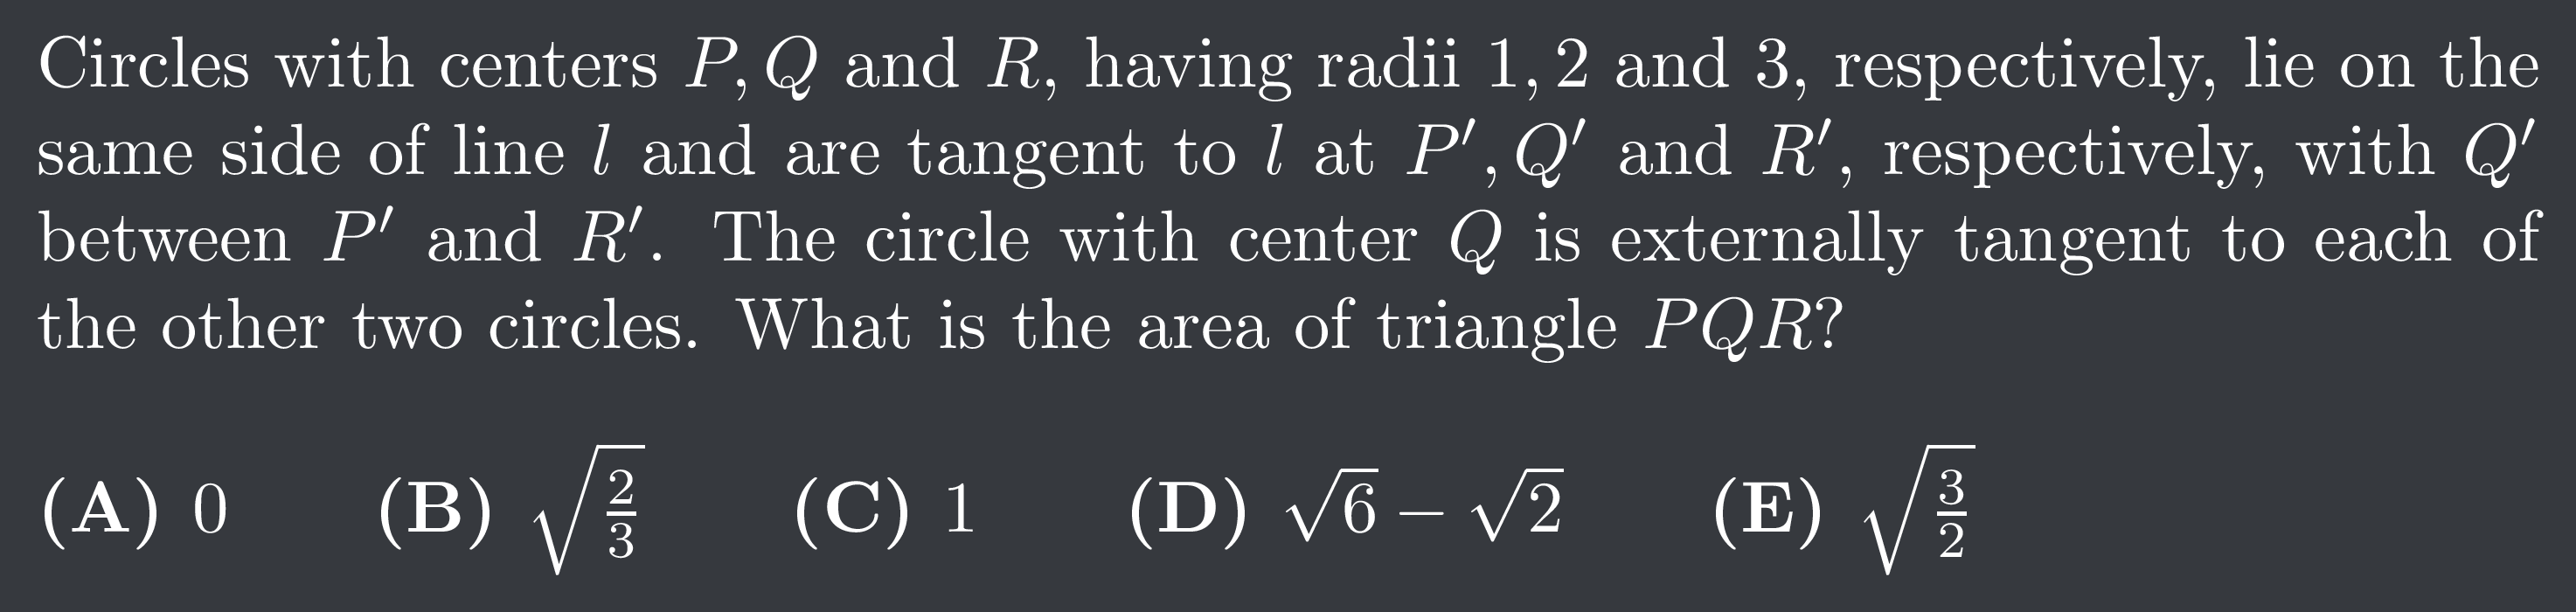 Circles with centers P, Q and R, having radii 1, 2 and 3, respectively, lie on the
same side of line l and are tangent to l at P′, Q′ and R′, respectively, with Q′
between P′ and R′. The circle with center Q is externally tangent to each of
the other two circles. What is the area of triangle PQR?
(A) 0 (B) √(2/3) (C) 1 (D) √6 – √2 (E) √(3/2)